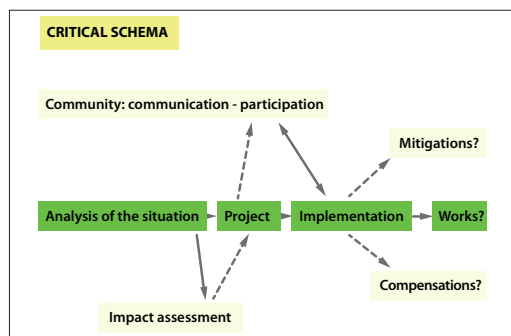 CRITICAL SCHEMA
Community: communication - participation
Mitigations?
Analysis of the situation
Project
Implementation
Works?
Compensations?
Impact assessment